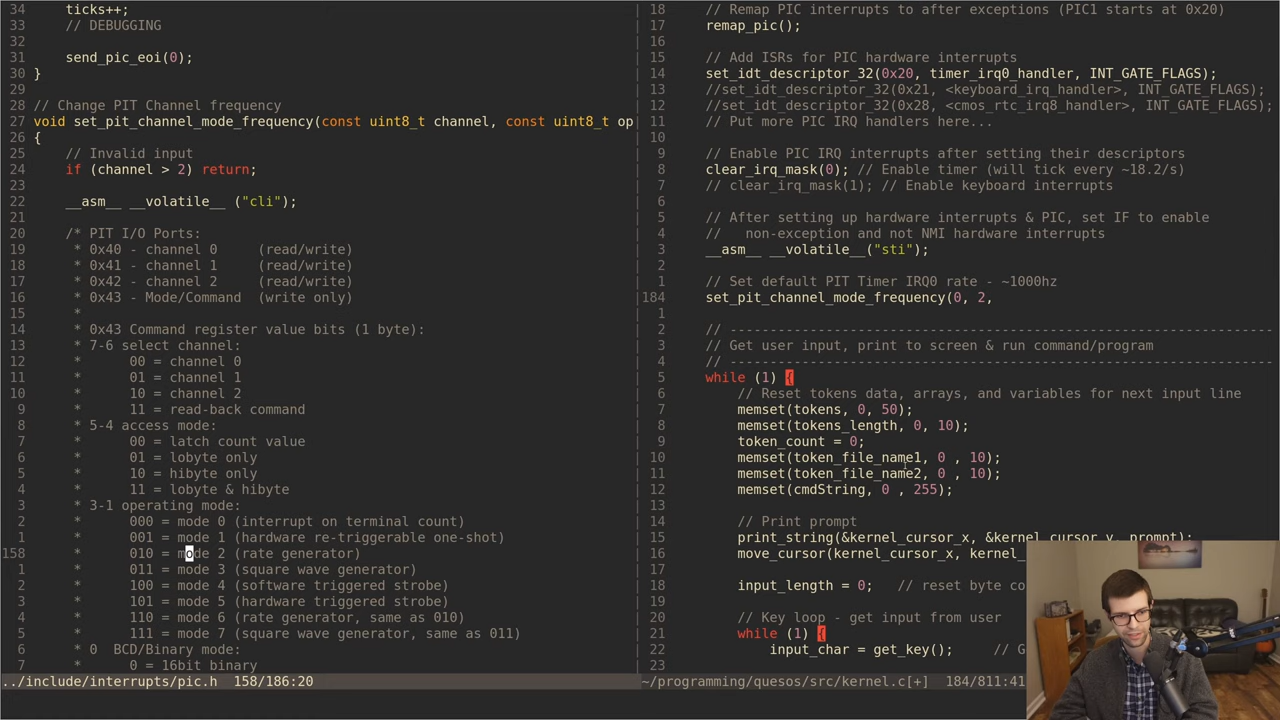 34 ticks++;
33 // DEBUGGING
32
31 send_pic_eoi(0);
30 }
29
28 // Change PIT Channel frequency
27 void set_pit_channel_mode_frequency(const uint8_t channel, const uint8_t op
26 {
25 // Invalid input
24 if (channel > 2) return;
23
22 __asm__ __volatile__ ("cli");
21
20 /* PIT I/O Ports:
19 * 0x40 - channel 0 (read/write)
18 * 0x41 - channel 1 (read/write)
17 * 0x42 - channel 2 (read/write)
16 * 0x43 - Mode/Command (write only)
15 *
14 * 0x43 Command register value bits (1 byte):
13 * 7-6 select channel:
12 * 00 = channel 0
11 * 01 = channel 1
10 * 10 = channel 2
9 * 11 = read-back command
8 * 5-4 access mode:
7 * 00 = latch count value
6 * 01 = lobyte only
5 * 10 = hibyte only
4 * 11 = lobyte & hibyte
3 * 3-1 operating mode:
2 * 000 = mode 0 (interrupt on terminal count)
1 * 001 = mode 1 (hardware re-triggerable one-shot)
158 * 010 = mode 2 (rate generator)
1 * 011 = mode 3 (square wave generator)
2 * 100 = mode 4 (software triggered strobe)
3 * 101 = mode 5 (hardware triggered strobe)
4 * 110 = mode 6 (rate generator, same as 010)
5 * 111 = mode 7 (square wave generator, same as 011)
6 * 0 BCD/Binary mode:
7 * 0 = 16bit binary
../include/interrupts/pic.h 158/186:20
18 // Remap PIC interrupts to after exceptions (PIC1 starts at 0x20)
17 remap_pic();
16
15 // Add ISRs for PIC hardware interrupts
14 set_idt_descriptor_32(0x20, timer_irq0_handler, INT_GATE_FLAGS);
13 //set_idt_descriptor_32(0x21, <keyboard_irq_handler>, INT_GATE_FLAGS);
12 //set_idt_descriptor_32(0x28, <cmos_rtc_irq8_handler>, INT_GATE_FLAGS);
11 // Put more PIC IRQ handlers here...
10
9 // Enable PIC IRQ interrupts after setting their descriptors
8 clear_irq_mask(0); // Enable timer (will tick every ~18.2/s)
7 // clear_irq_mask(1); // Enable keyboard interrupts
6
5 // After setting up hardware interrupts & PIC, set IF to enable
4 // non-exception and not NMI hardware interrupts
3 __asm__ __volatile__("sti");
2
1 // Set default PIT Timer IRQ0 rate - ~1000hz
184 set_pit_channel_mode_frequency(0, 2,
1
2 // ----------------------------------------------------------------------
3 // Get user input, print to screen & run command/program
4 // ----------------------------------------------------------------------
5 while (1) {
6 // Reset tokens data, arrays, and variables for next input line
7 memset(tokens, 0, 50);
8 memset(tokens_length, 0, 10);
9 token_count = 0;
10 memset(token_file_name1, 0 , 10);
11 memset(token_file_name2, 0 , 10);
12 memset(cmdString, 0 , 255);
13
14 // Print prompt
15 print_string(&kernel_cursor_x, &kernel_cursor_y, prompt);
16 move_cursor(kernel_cursor_x, kernel_
17
18 input_length = 0; // reset byte co
19
20 // Key loop - get input from user
21 while (1) {
22 input_char = get_key(); // G
23
~/programming/quesos/src/kernel.c[+] 184/811:41